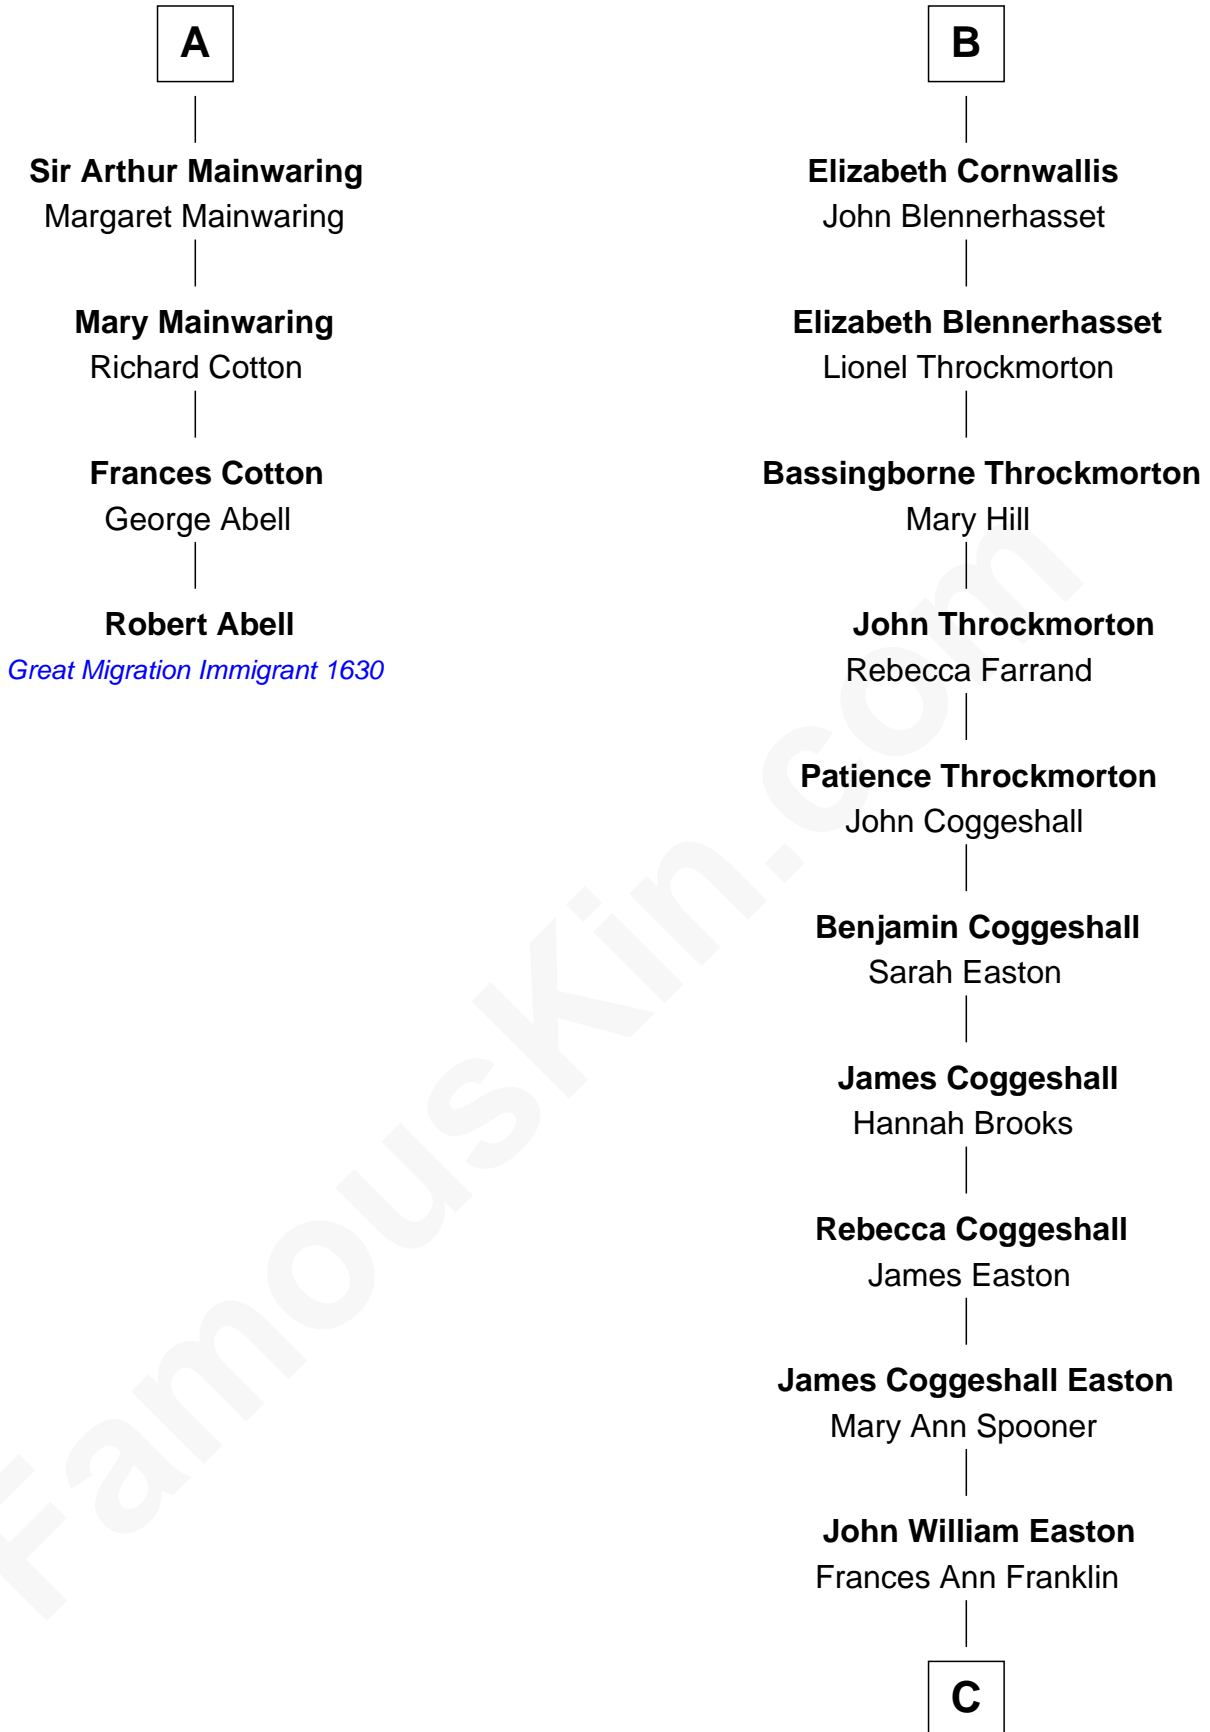 A
Sir Arthur Mainwaring
Margaret Mainwaring
Mary Mainwaring
Richard Cotton
Frances Cotton
George Abell
Robert Abell
Great Migration Immigrant 1630
B
Elizabeth Cornwallis
John Blennerhasset
Elizabeth Blennerhasset
Lionel Throckmorton
Bassingborne Throckmorton
Mary Hill
John Throckmorton
Rebecca Farrand
Patience Throckmorton
John Coggeshall
Benjamin Coggeshall
Sarah Easton
James Coggeshall
Hannah Brooks
Rebecca Coggeshall
James Easton
James Coggeshall Easton
Mary Ann Spooner
John William Easton
Frances Ann Franklin
C
FamousKin.com